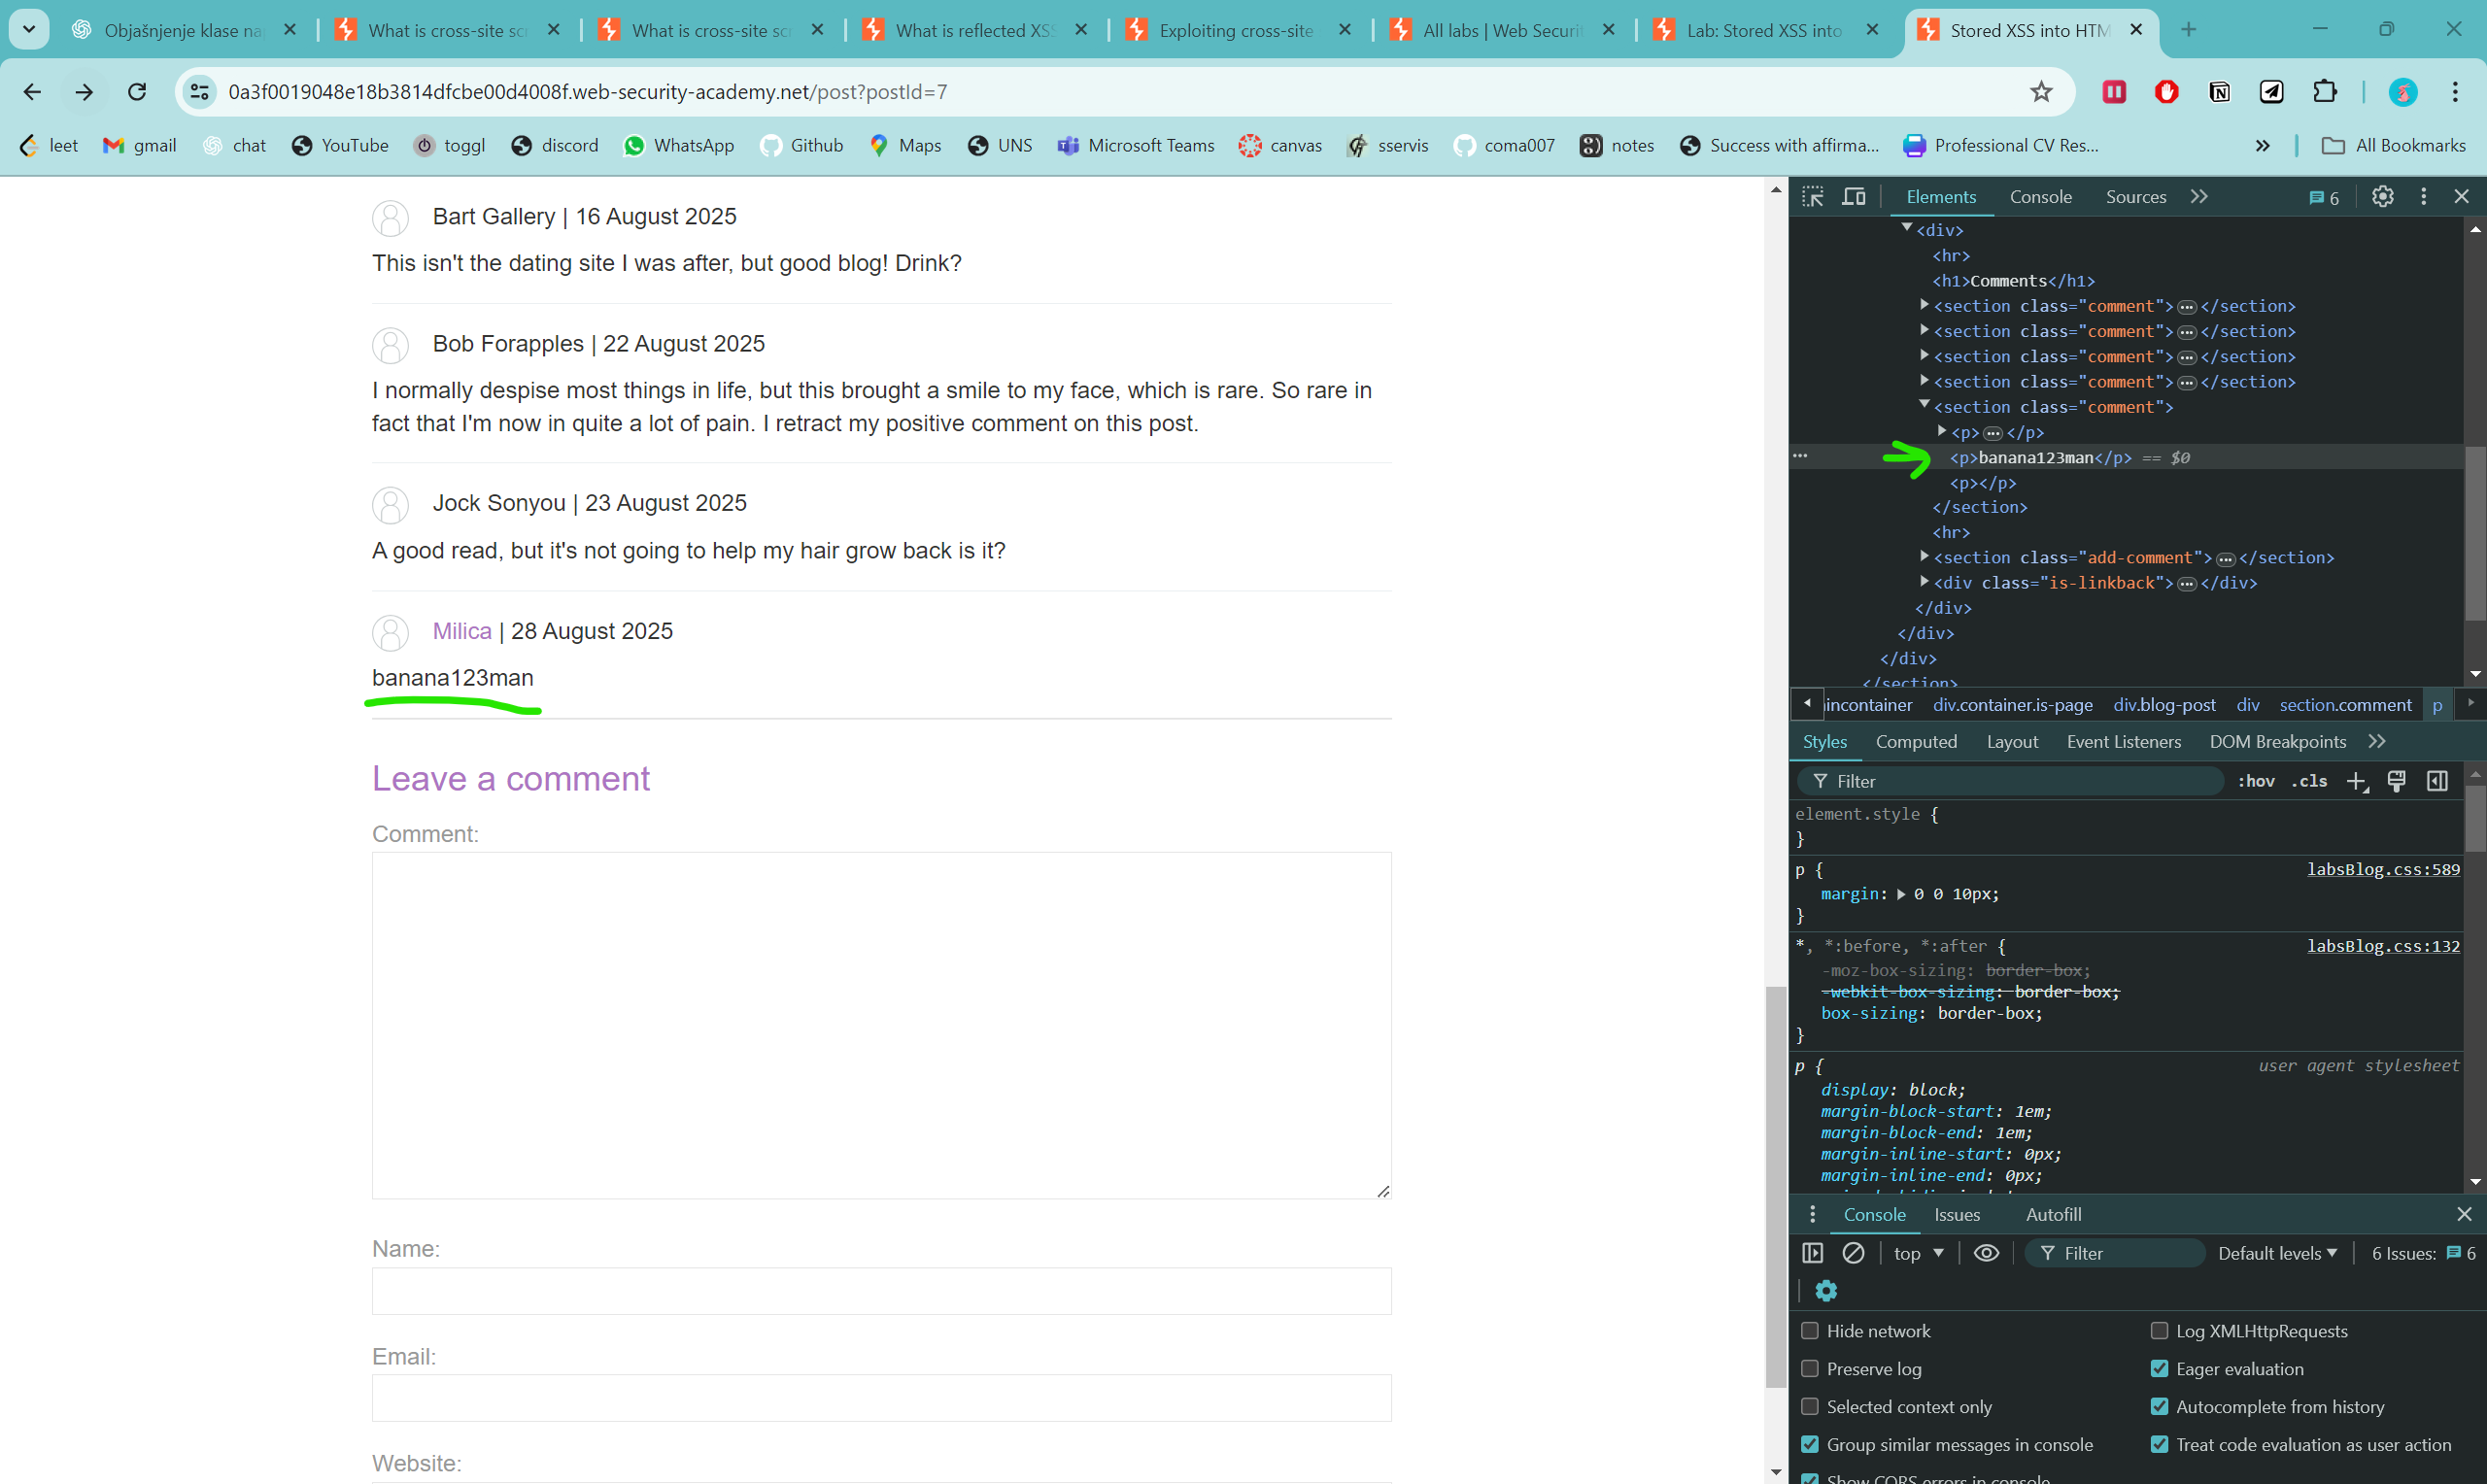 Objašnjenje klase na
What is cross-site sc
What is cross-site sc
What is reflected XSS
Exploiting cross-site
All labs | Web Securi
Lab: Stored XSS into
Stored XSS into HTM
0a3f0019048e18b3814dfcbe00d4008f.web-security-academy.net/post?postId=7
leet
gmail
chat
YouTube
toggl
discord
WhatsApp
Github
Maps
UNS
Microsoft Teams
canvas
sservis
coma007
notes
Success with affirma...
Professional CV Res...
All Bookmarks
Bart Gallery | 16 August 2025
This isn't the dating site I was after, but good blog! Drink?
Bob Forapples | 22 August 2025
I normally despise most things in life, but this brought a smile to my face, which is rare. So rare in
fact that I'm now in quite a lot of pain. I retract my positive comment on this post.
Jock Sonyou | 23 August 2025
A good read, but it's not going to help my hair grow back is it?
Milica | 28 August 2025
banana123man
Leave a comment
Comment:
Name:
Email:
Website:
Elements
Console
Sources
6
<div>
<hr>
<h1>Comments</h1>
<section class="comment"> ... </section>
<section class="comment"> ... </section>
<section class="comment"> ... </section>
<section class="comment"> ... </section>
<section class="comment">
<p> ... </p>
... <p>banana123man</p> == $0
<p></p>
</section>
<hr>
<section class="add-comment"> ... </section>
<div class="is-linkback"> ... </div>
</div>
</div>
</div>
</section>
incontainer
div.container.is-page
div.blog-post
div
section.comment
p
Styles
Computed
Layout
Event Listeners
DOM Breakpoints
Filter
:hov
.cls
element.style {
}
p {
labsBlog.css:589
margin: 0 0 10px;
}
*, *:before, *:after {
labsBlog.css:132
-moz-box-sizing: border-box;
-webkit-box-sizing: border-box;
box-sizing: border-box;
}
p {
user agent stylesheet
display: block;
margin-block-start: 1em;
margin-block-end: 1em;
margin-inline-start: 0px;
margin-inline-end: 0px;
Console
Issues
Autofill
top
Filter
Default levels
6 Issues: 6
Hide network
Log XMLHttpRequests
Preserve log
Eager evaluation
Selected context only
Autocomplete from history
Group similar messages in console
Treat code evaluation as user action
Show CORS errors in console